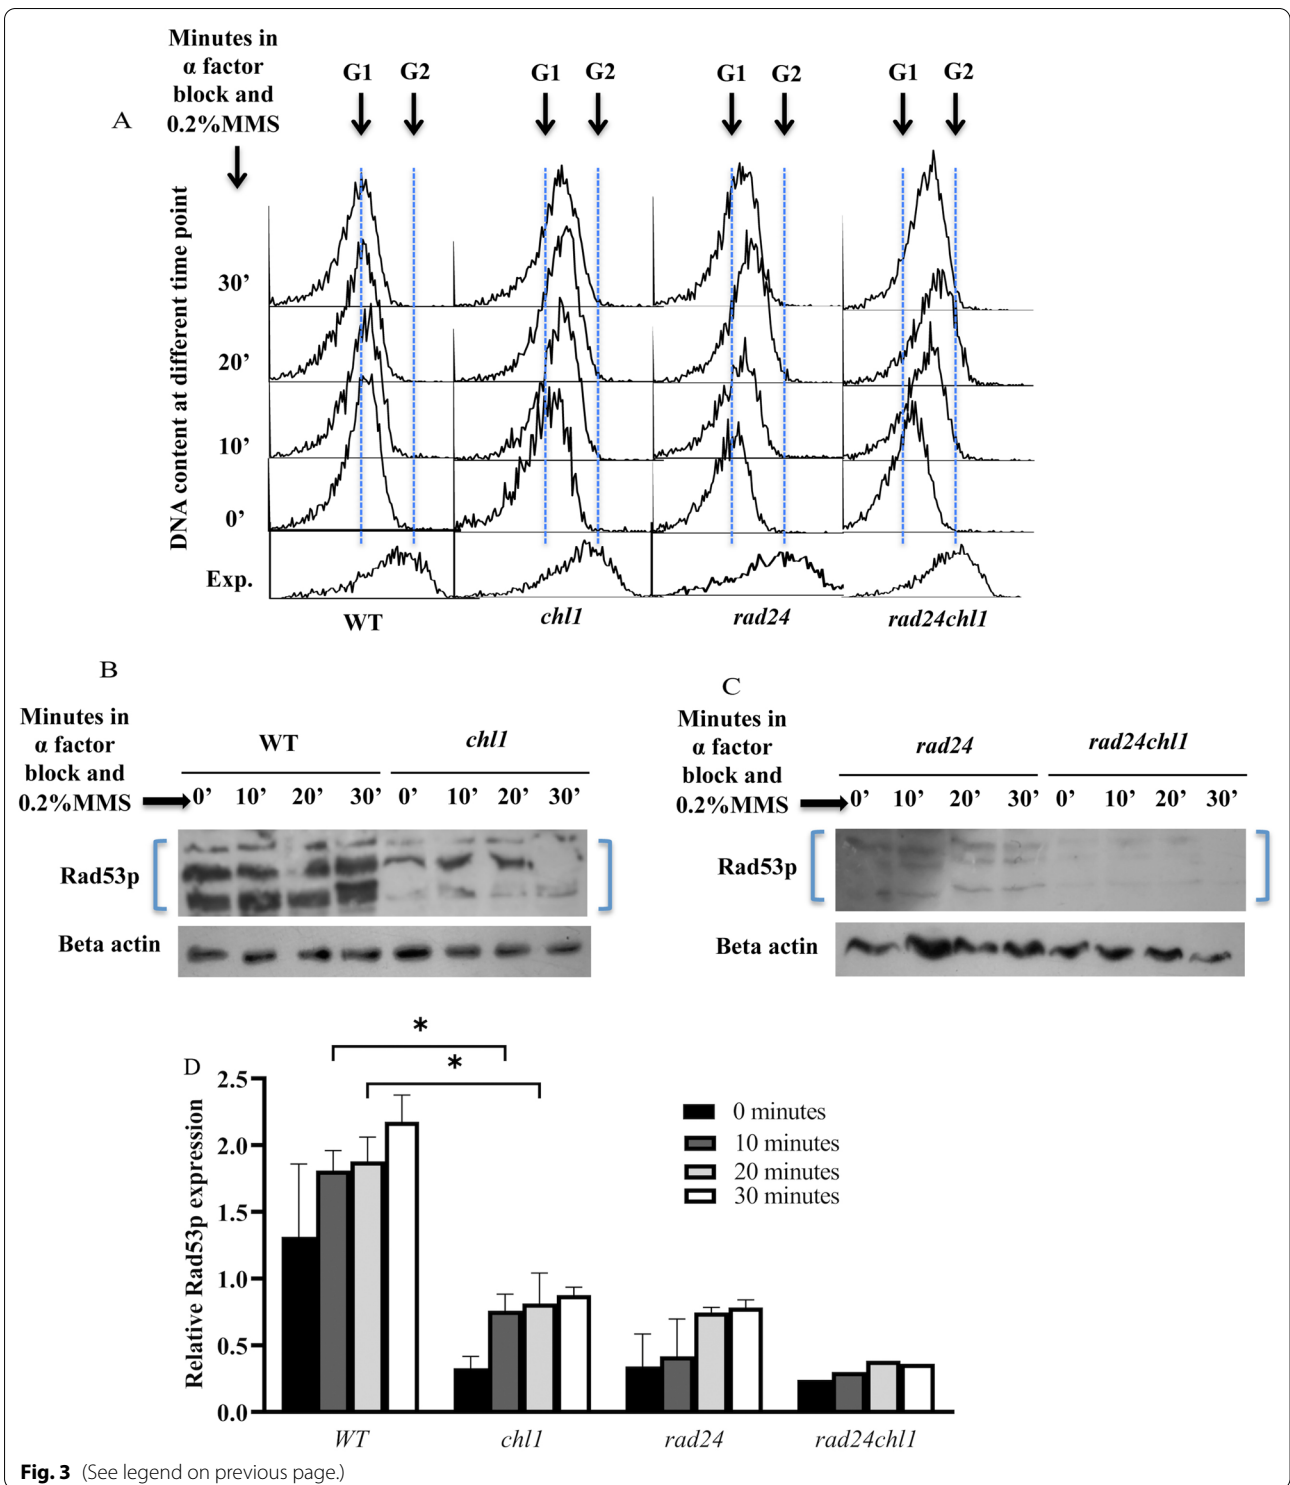 Minutes in
α factor
block and
0.2%MMS
A
G1 G2 G1 G2 G1 G2 G1 G2
DNA content at different time point
30’
20’
10’
0’
Exp.
WT chl1 rad24 rad24chl1
B
Minutes in
α factor
block and
0.2%MMS
WT chl1
0’ 10’ 20’ 30’ 0’ 10’ 20’ 30’
Rad53p
Beta actin
C
Minutes in
α factor
block and
0.2%MMS
rad24 rad24chl1
0’ 10’ 20’ 30’ 0’ 10’ 20’ 30’
Rad53p
Beta actin
D
*
*
Relative Rad53p expression
2.5
2.0
1.5
1.0
0.5
0.0
0 minutes
10 minutes
20 minutes
30 minutes
WT chl1 rad24 rad24chl1
Fig. 3 (See legend on previous page.)